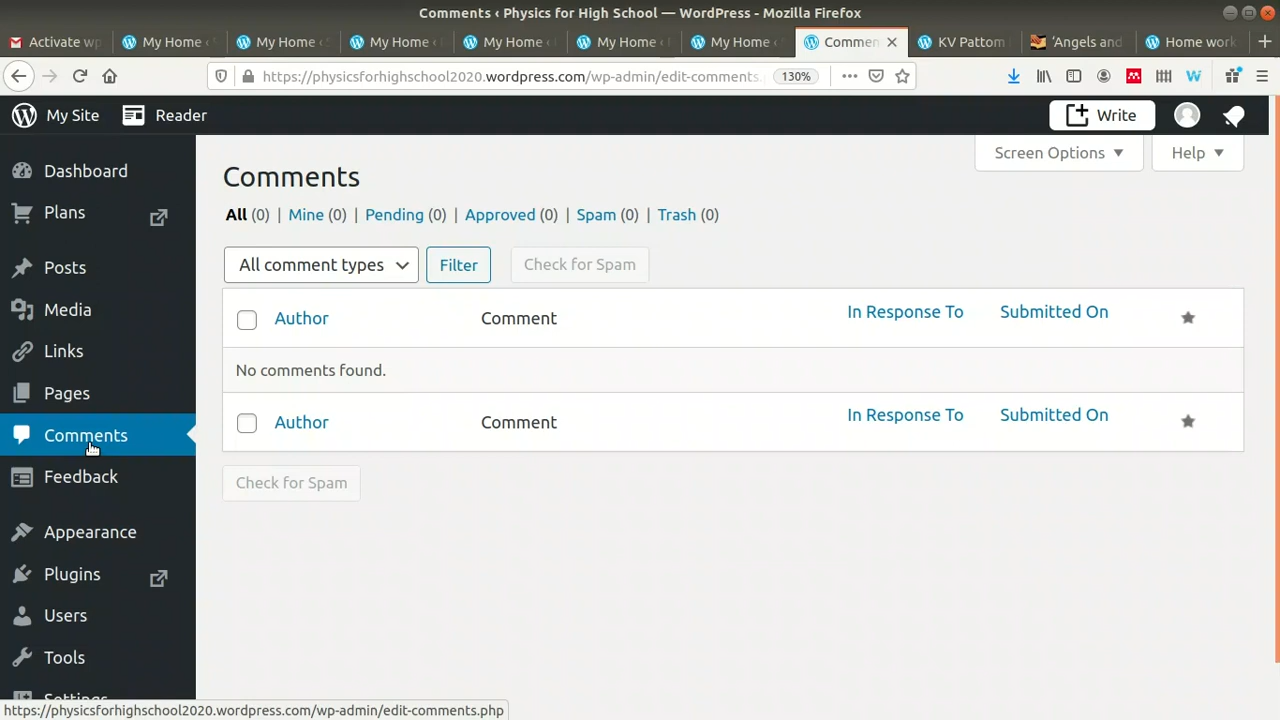 Comments ‹ Physics for High School — WordPress - Mozilla Firefox
Activate wp
My Home ‹
My Home ‹
My Home ‹
My Home ‹
My Home ‹
My Home ‹
Commen
KV Pattom
‘Angels and
Home work
https://physicsforhighschool2020.wordpress.com/wp-admin/edit-comments.
130%
My Site
Reader
Write
Dashboard
Plans
Posts
Media
Links
Pages
Comments
Feedback
Appearance
Plugins
Users
Tools
Settings
Screen Options
Help
Comments
All (0) | Mine (0) | Pending (0) | Approved (0) | Spam (0) | Trash (0)
All comment types
Filter
Check for Spam
Author Comment In Response To Submitted On
No comments found.
Author Comment In Response To Submitted On
Check for Spam
https://physicsforhighschool2020.wordpress.com/wp-admin/edit-comments.php